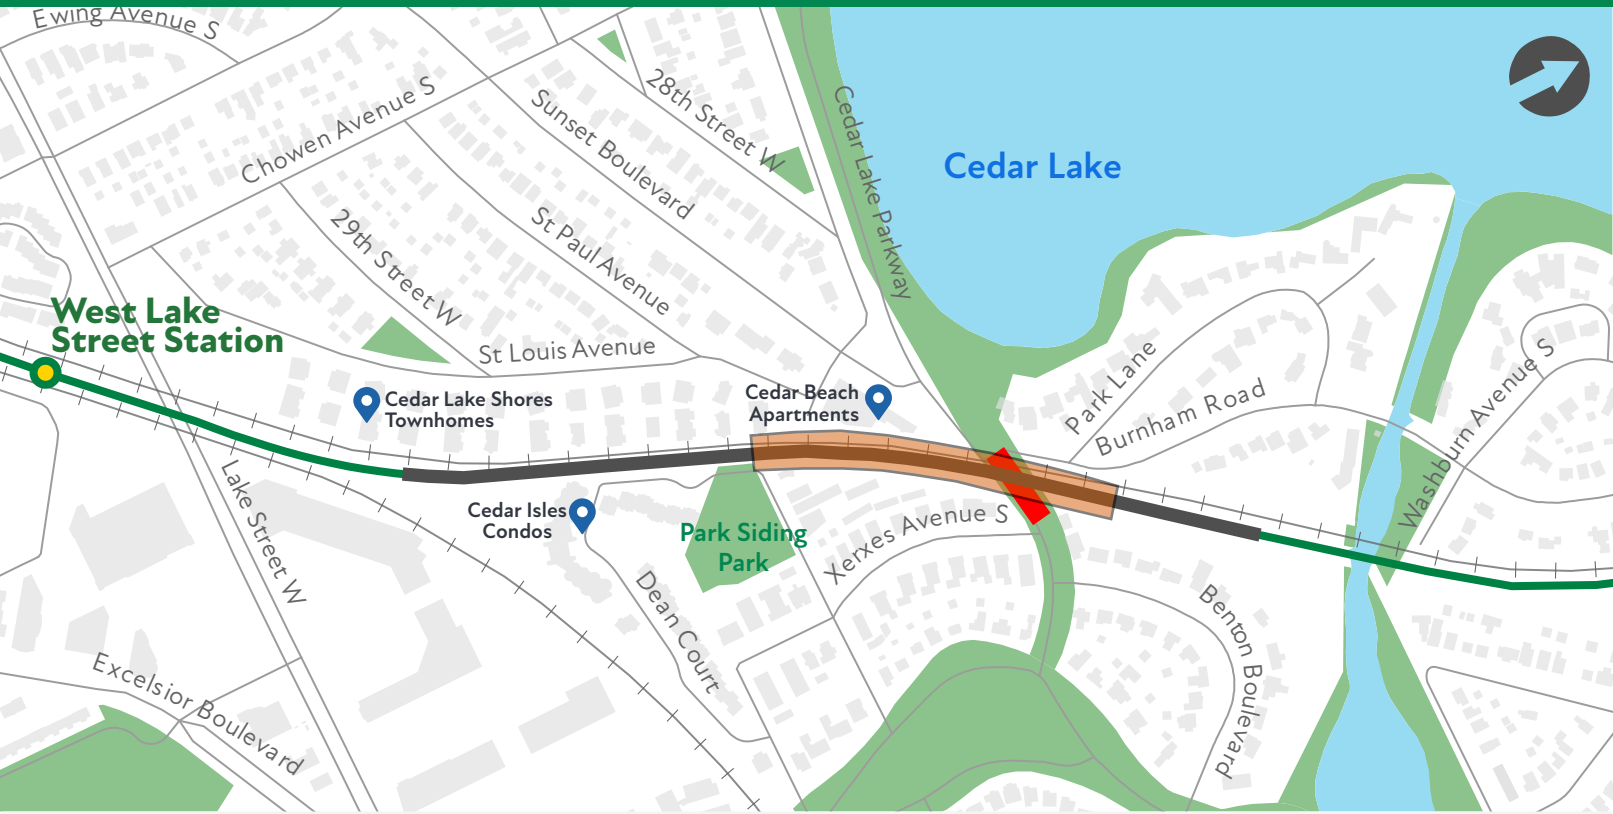 Ewing Avenue S
Chowen Avenue S
28th Street W
Sunset Boulevard
Cedar Lake Parkway
Cedar Lake
29th Street W
St Paul Avenue
West Lake
Street Station
St Louis Avenue
Park Lane
Burnham Road
Washburn Avenue S
Cedar Lake Shores
Townhomes
Cedar Beach
Apartments
Lake Street W
Cedar Isles
Condos
Park Siding
Park
Xerxes Avenue S
Dean Court
Benton Boulevard
Excelsior Boulevard